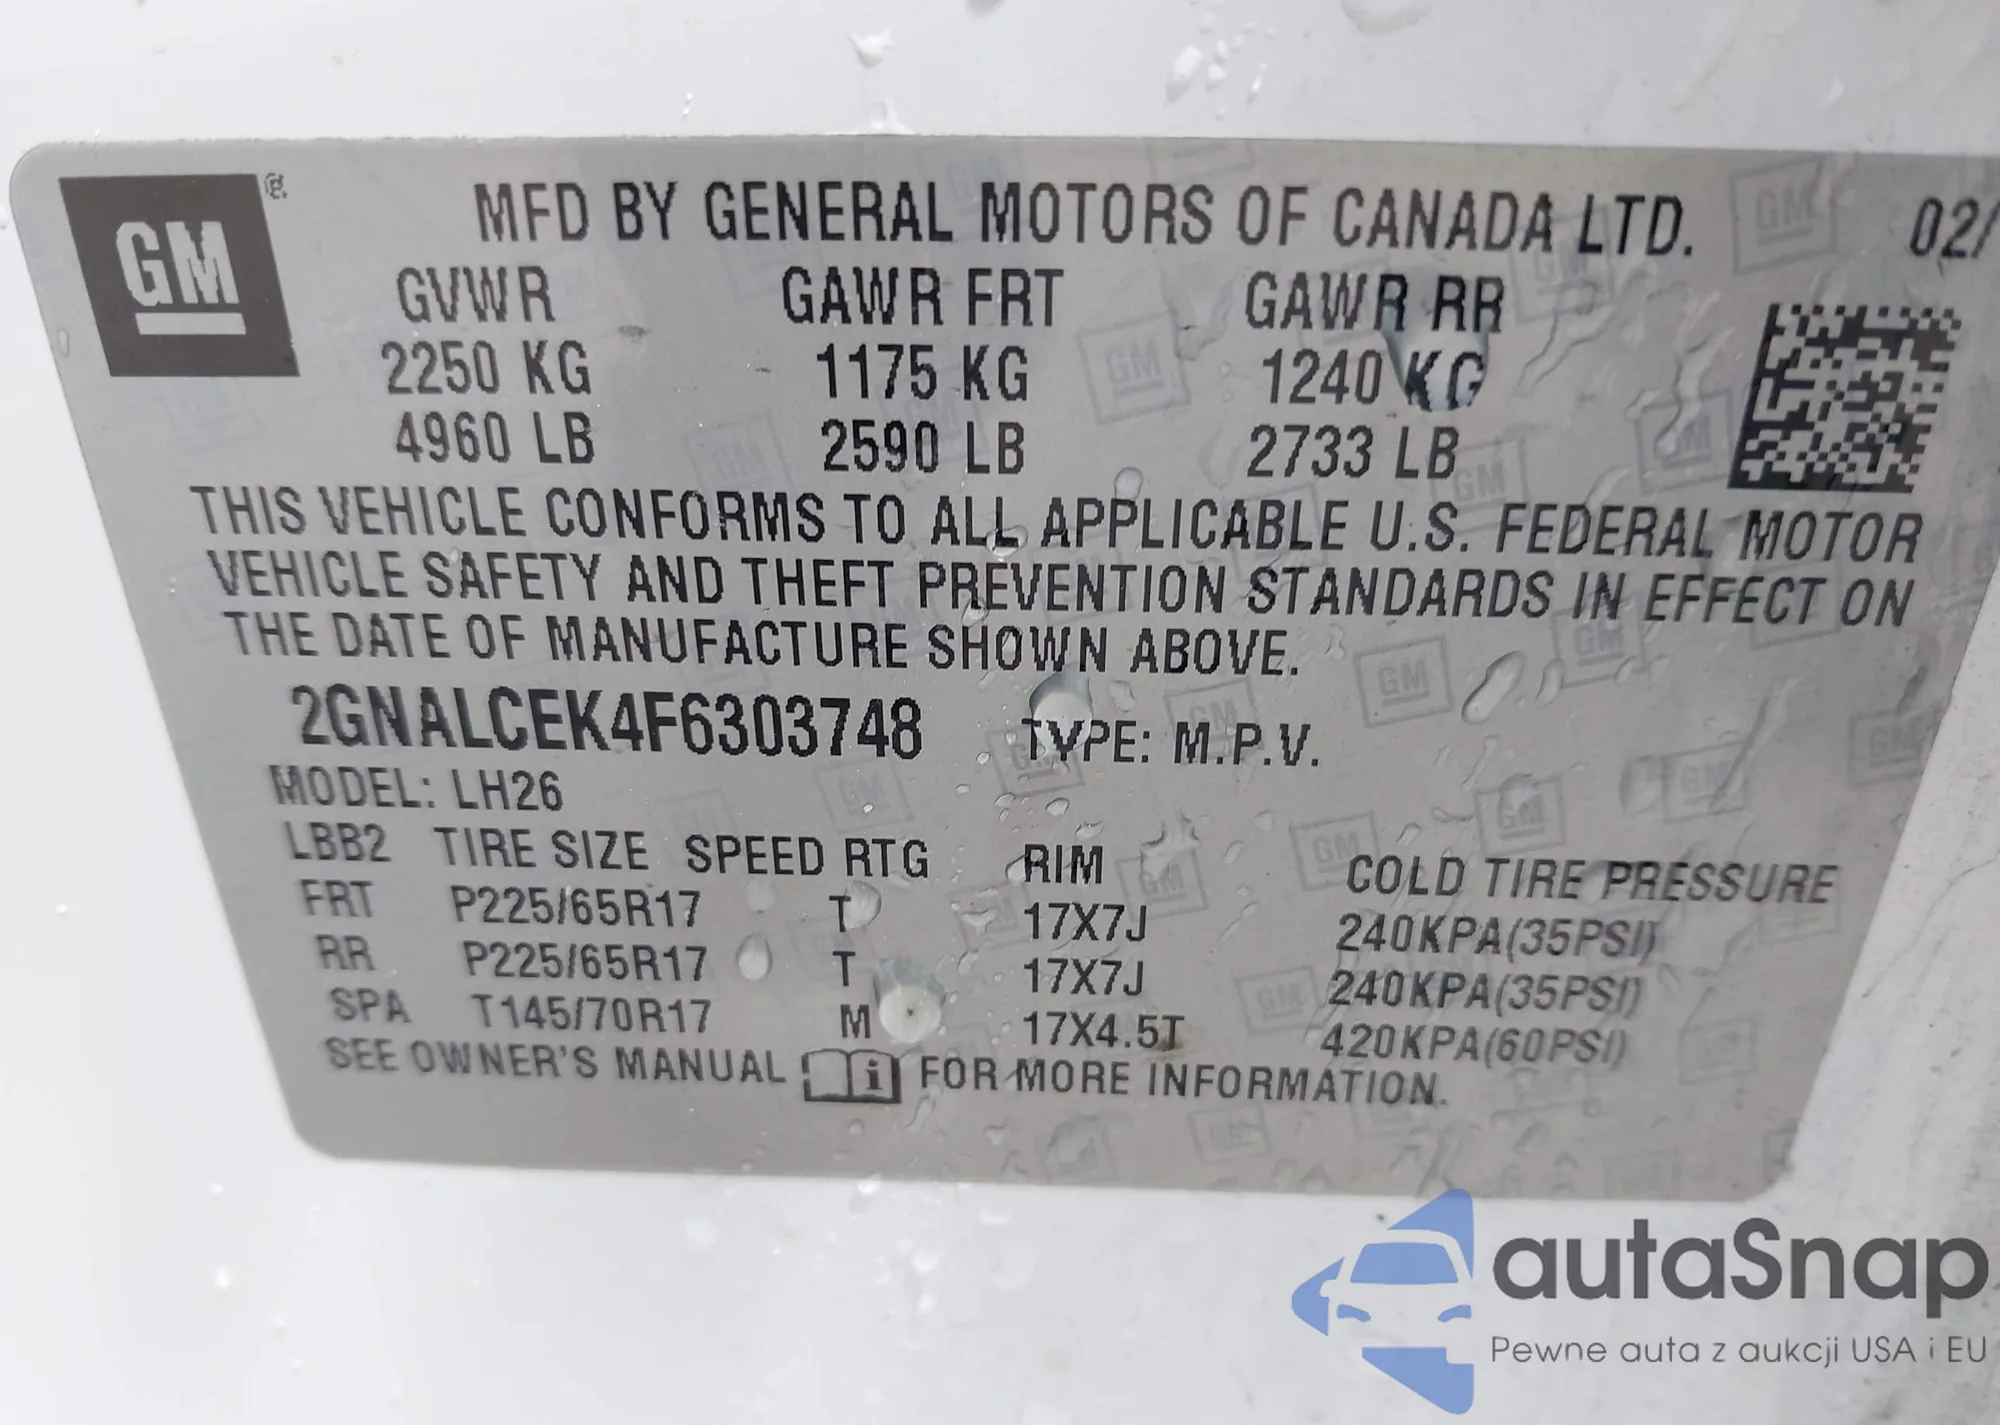 GM
MFD BY GENERAL MOTORS OF CANADA LTD. 02/
GVWR GAWR FRT GAWR RR
2250 KG 1175 KG 1240 KG
4960 LB 2590 LB 2733 LB
THIS VEHICLE CONFORMS TO ALL APPLICABLE U.S. FEDERAL MOTOR
VEHICLE SAFETY AND THEFT PREVENTION STANDARDS IN EFFECT ON
THE DATE OF MANUFACTURE SHOWN ABOVE.
2GNALCEK4F6303748 TYPE: M.P.V.
MODEL: LH26
LBB2 TIRE SIZE SPEED RTG RIM COLD TIRE PRESSURE
FRT P225/65R17 T 17X7J 240KPA(35PSI)
RR P225/65R17 T 17X7J 240KPA(35PSI)
SPA T145/70R17 M 17X4.5T 420KPA(60PSI)
SEE OWNER'S MANUAL i FOR MORE INFORMATION.
autaSnap
Pewne auta z aukcji USA i EU